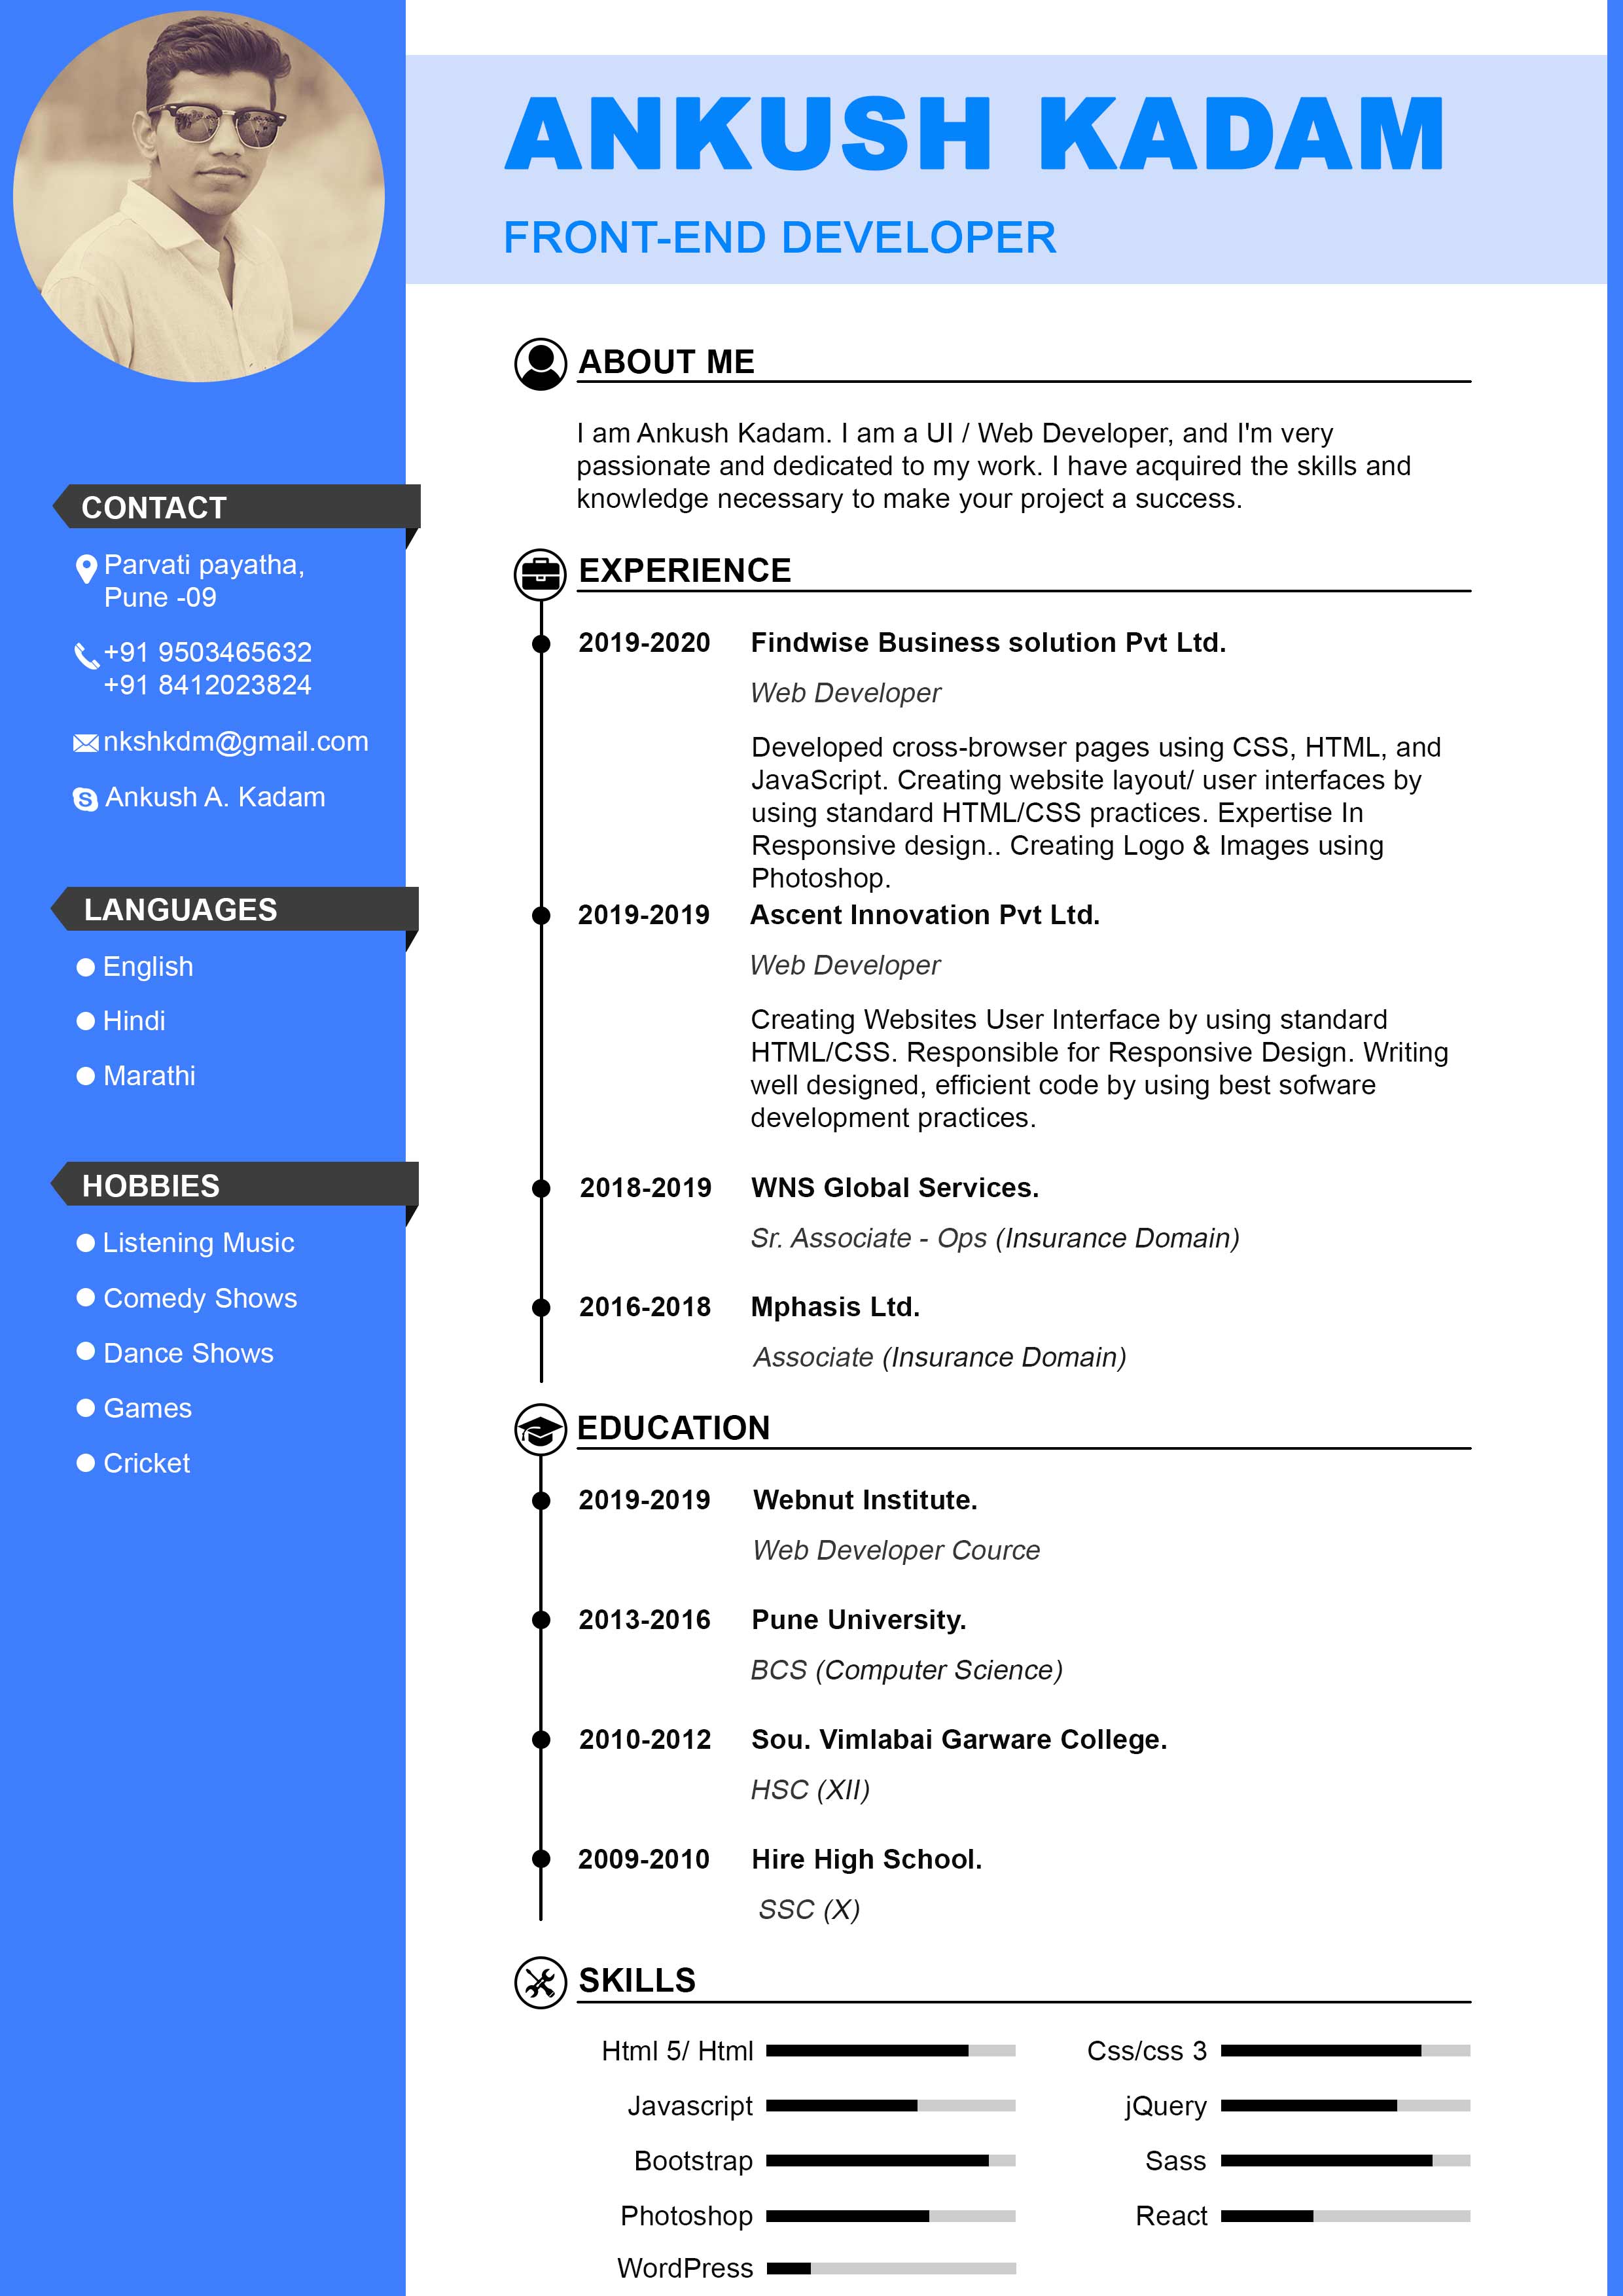 ANKUSH KADAM
FRONT-END DEVELOPER
CONTACT
Parvati payatha,
Pune -09
+91 9503465632
+91 8412023824
nkshkdm@gmail.com
Ankush A. Kadam
LANGUAGES
English
Hindi
Marathi
HOBBIES
Listening Music
Comedy Shows
Dance Shows
Games
Cricket
ABOUT ME
I am Ankush Kadam. I am a UI / Web Developer, and I'm very
passionate and dedicated to my work. I have acquired the skills and
knowledge necessary to make your project a success.
EXPERIENCE
2019-2020 Findwise Business solution Pvt Ltd.
Web Developer
Developed cross-browser pages using CSS, HTML, and
JavaScript. Creating website layout/ user interfaces by
using standard HTML/CSS practices. Expertise In
Responsive design.. Creating Logo & Images using
Photoshop.
2019-2019 Ascent Innovation Pvt Ltd.
Web Developer
Creating Websites User Interface by using standard
HTML/CSS. Responsible for Responsive Design. Writing
well designed, efficient code by using best sofware
development practices.
2018-2019 WNS Global Services.
Sr. Associate - Ops (Insurance Domain)
2016-2018 Mphasis Ltd.
Associate (Insurance Domain)
EDUCATION
2019-2019 Webnut Institute.
Web Developer Cource
2013-2016 Pune University.
BCS (Computer Science)
2010-2012 Sou. Vimlabai Garware College.
HSC (XII)
2009-2010 Hire High School.
SSC (X)
SKILLS
Html 5/ Html Css/css 3
Javascript jQuery
Bootstrap Sass
Photoshop React
WordPress